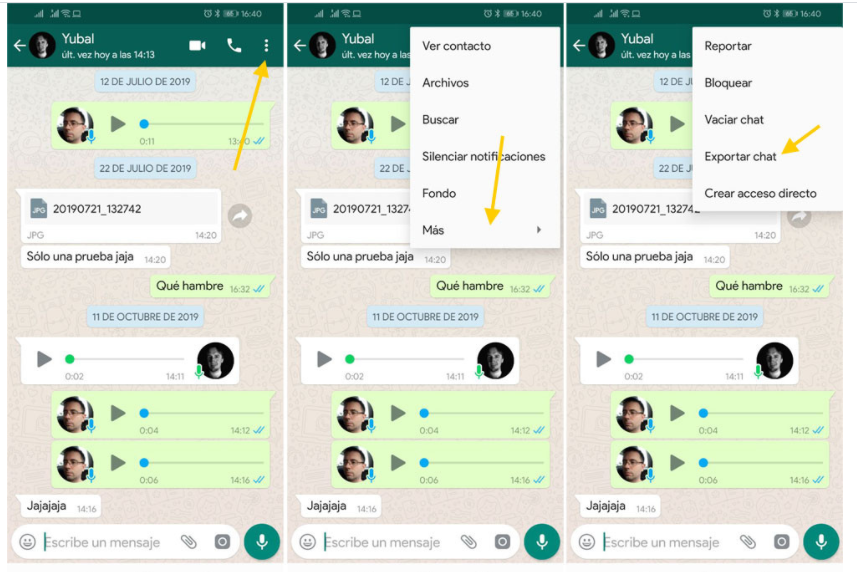 16:40
Yubal
últ. vez hoy a las 14:13
12 DE JULIO DE 2019
0:11 13:40
22 DE JULIO DE 2019
JPG 20190721_132742
JPG 14:20
Sólo una prueba jaja 14:20
Qué hambre 16:32
11 DE OCTUBRE DE 2019
0:02 14:11
0:04 14:12
0:06 14:16
Jajajaja 14:16
Escribe un mensaje
16:40
Yubal
últ. vez hoy a las
Ver contacto
12 DE J
Archivos
Buscar
Silenciar notificaciones
22 DE J
Fondo
JPG 20190721_1327
Más
JPG
Sólo una prueba jaja 14:20
Qué hambre 16:32
11 DE OCTUBRE DE 2019
0:02 14:11
0:04 14:12
0:06 14:16
Jajajaja 14:16
Escribe un mensaje
16:40
Yubal
últ. vez hoy a las
Reportar
12 DE JU
Bloquear
Vaciar chat
Exportar chat
22 DE J
Crear acceso directo
JPG 20190721_132742
JPG 14:20
Sólo una prueba jaja 14:20
Qué hambre 16:32
11 DE OCTUBRE DE 2019
0:02 14:11
0:04 14:12
0:06 14:16
Jajajaja 14:16
Escribe un mensaje